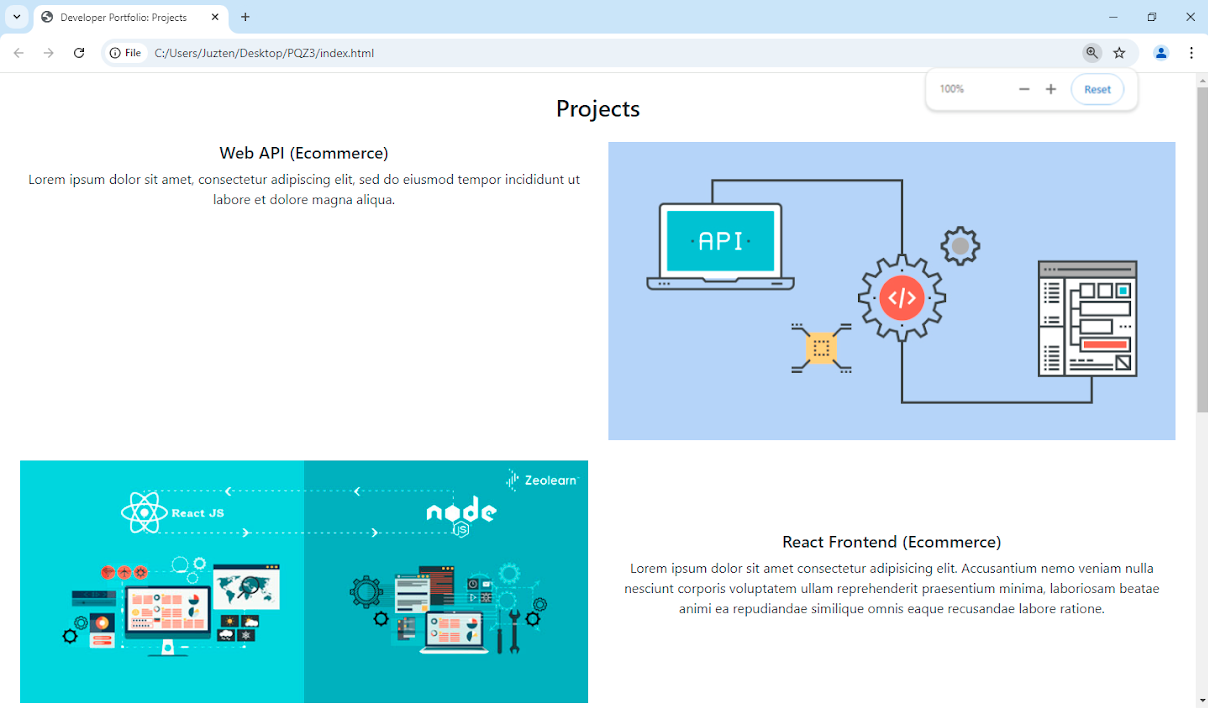 Developer Portfolio: Projects
File
C:/Users/Juzten/Desktop/PQZ3/index.html
100%
Reset
Projects
Web API (Ecommerce)
Lorem ipsum dolor sit amet, consectetur adipiscing elit, sed do eiusmod tempor incididunt ut
labore et dolore magna aliqua.
API
</>
Zeolearn
React JS
node
JS
React Frontend (Ecommerce)
Lorem ipsum dolor sit amet consectetur adipisicing elit. Accusantium nemo veniam nulla
nesciunt corporis voluptatem ullam reprehenderit praesentium minima, laboriosam beatae
animi ea repudiandae similique omnis eaque recusandae labore ratione.